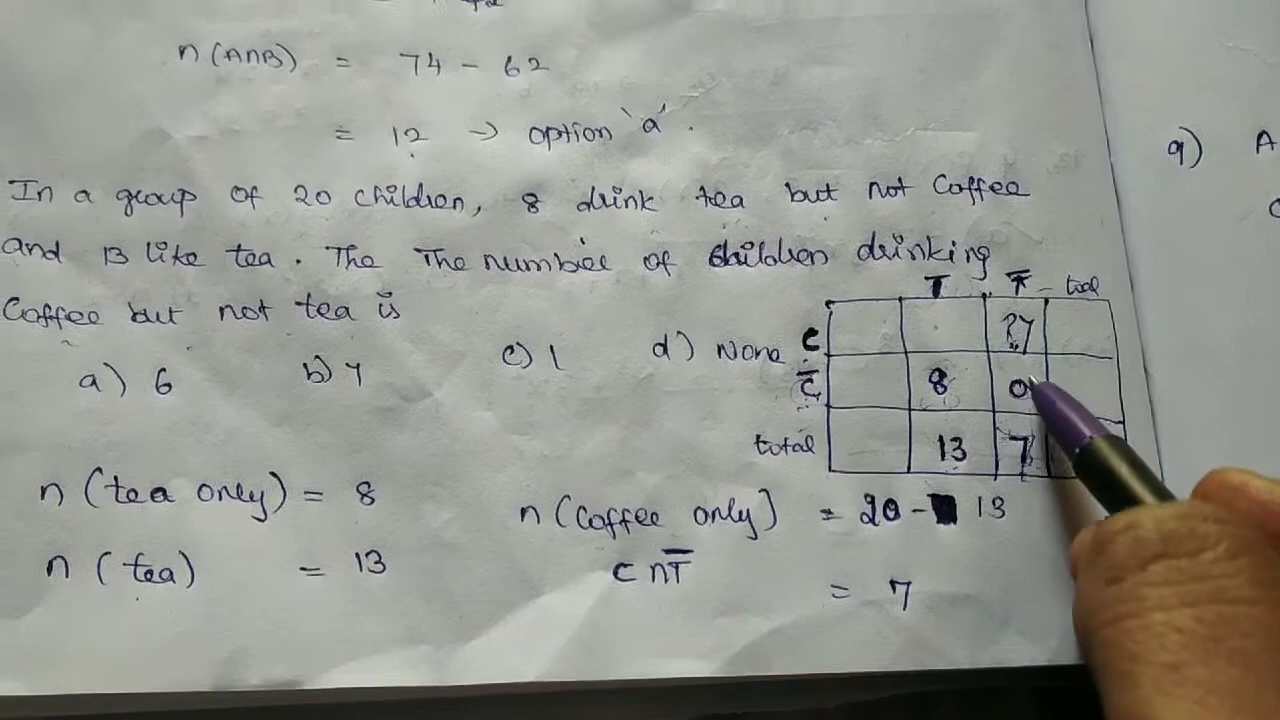 n(A∩B) = 74 - 62
= 12 → option 'a'.
In a group of 20 children, 8 drink tea but not Coffee
and 13 like tea. The The number of children drinking
Coffee but not tea is
a) 6 b) 7 c) 1 d) None
T T̅ total
C ?7
C̅ 8 0
total 13 7
n (tea only) = 8
n (Coffee only) = 20 - 13
n (tea) = 13
C ∩ T̅ = 7
9) A